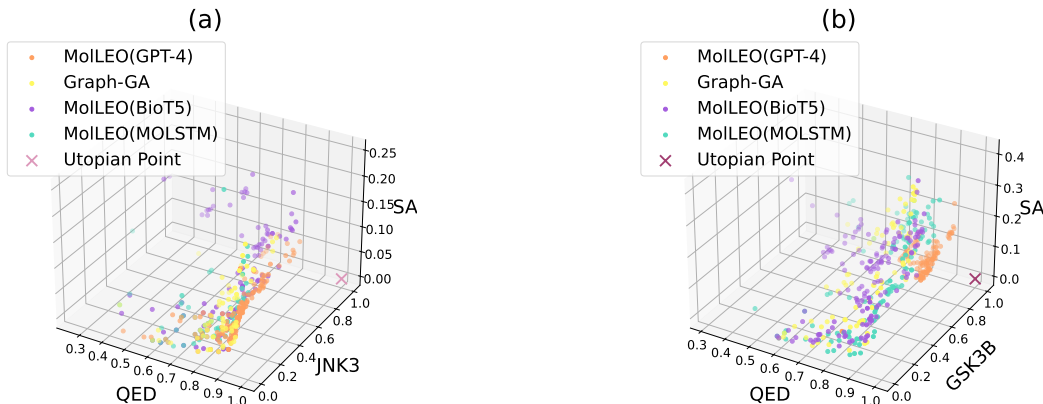 (a)
MolLEO(GPT-4)
Graph-GA
MolLEO(BioT5)
MolLEO(MOLSTM)
Utopian Point
0.25
0.20
0.15
0.10
0.05
0.00
SA
0.3
0.4
0.5
0.6
0.7
0.8
0.9
1.0
QED
0.0
0.2
0.4
0.6
0.8
1.0
JNK3
(b)
MolLEO(GPT-4)
Graph-GA
MolLEO(BioT5)
MolLEO(MOLSTM)
Utopian Point
0.4
0.3
0.2
0.1
0.0
SA
0.3
0.4
0.5
0.6
0.7
0.8
0.9
1.0
QED
0.0
0.2
0.4
0.6
0.8
1.0
GSK3B